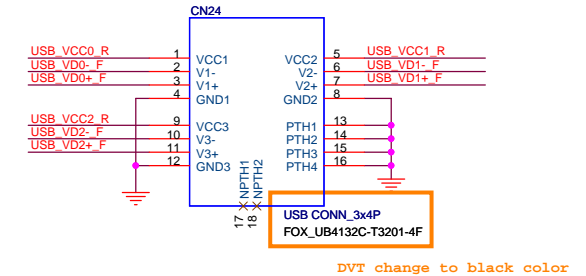 CN24
USB_VCC0_R 1 VCC1 VCC2 5 USB_VCC1_R
USB_VD0-_F 2 V1- V2- 6 USB_VD1-_F
USB_VD0+_F 3 V1+ V2+ 7 USB_VD1+_F
4 GND1 GND2 8
USB_VCC2_R 9 VCC3 PTH1 13
USB_VD2-_F 10 V3- PTH2 14
USB_VD2+_F 11 V3+ PTH3 15
12 GND3 PTH4 16
NPTH1
NPTH2
17
18
USB CONN_3x4P
FOX_UB4132C-T3201-4F
DVT change to black color